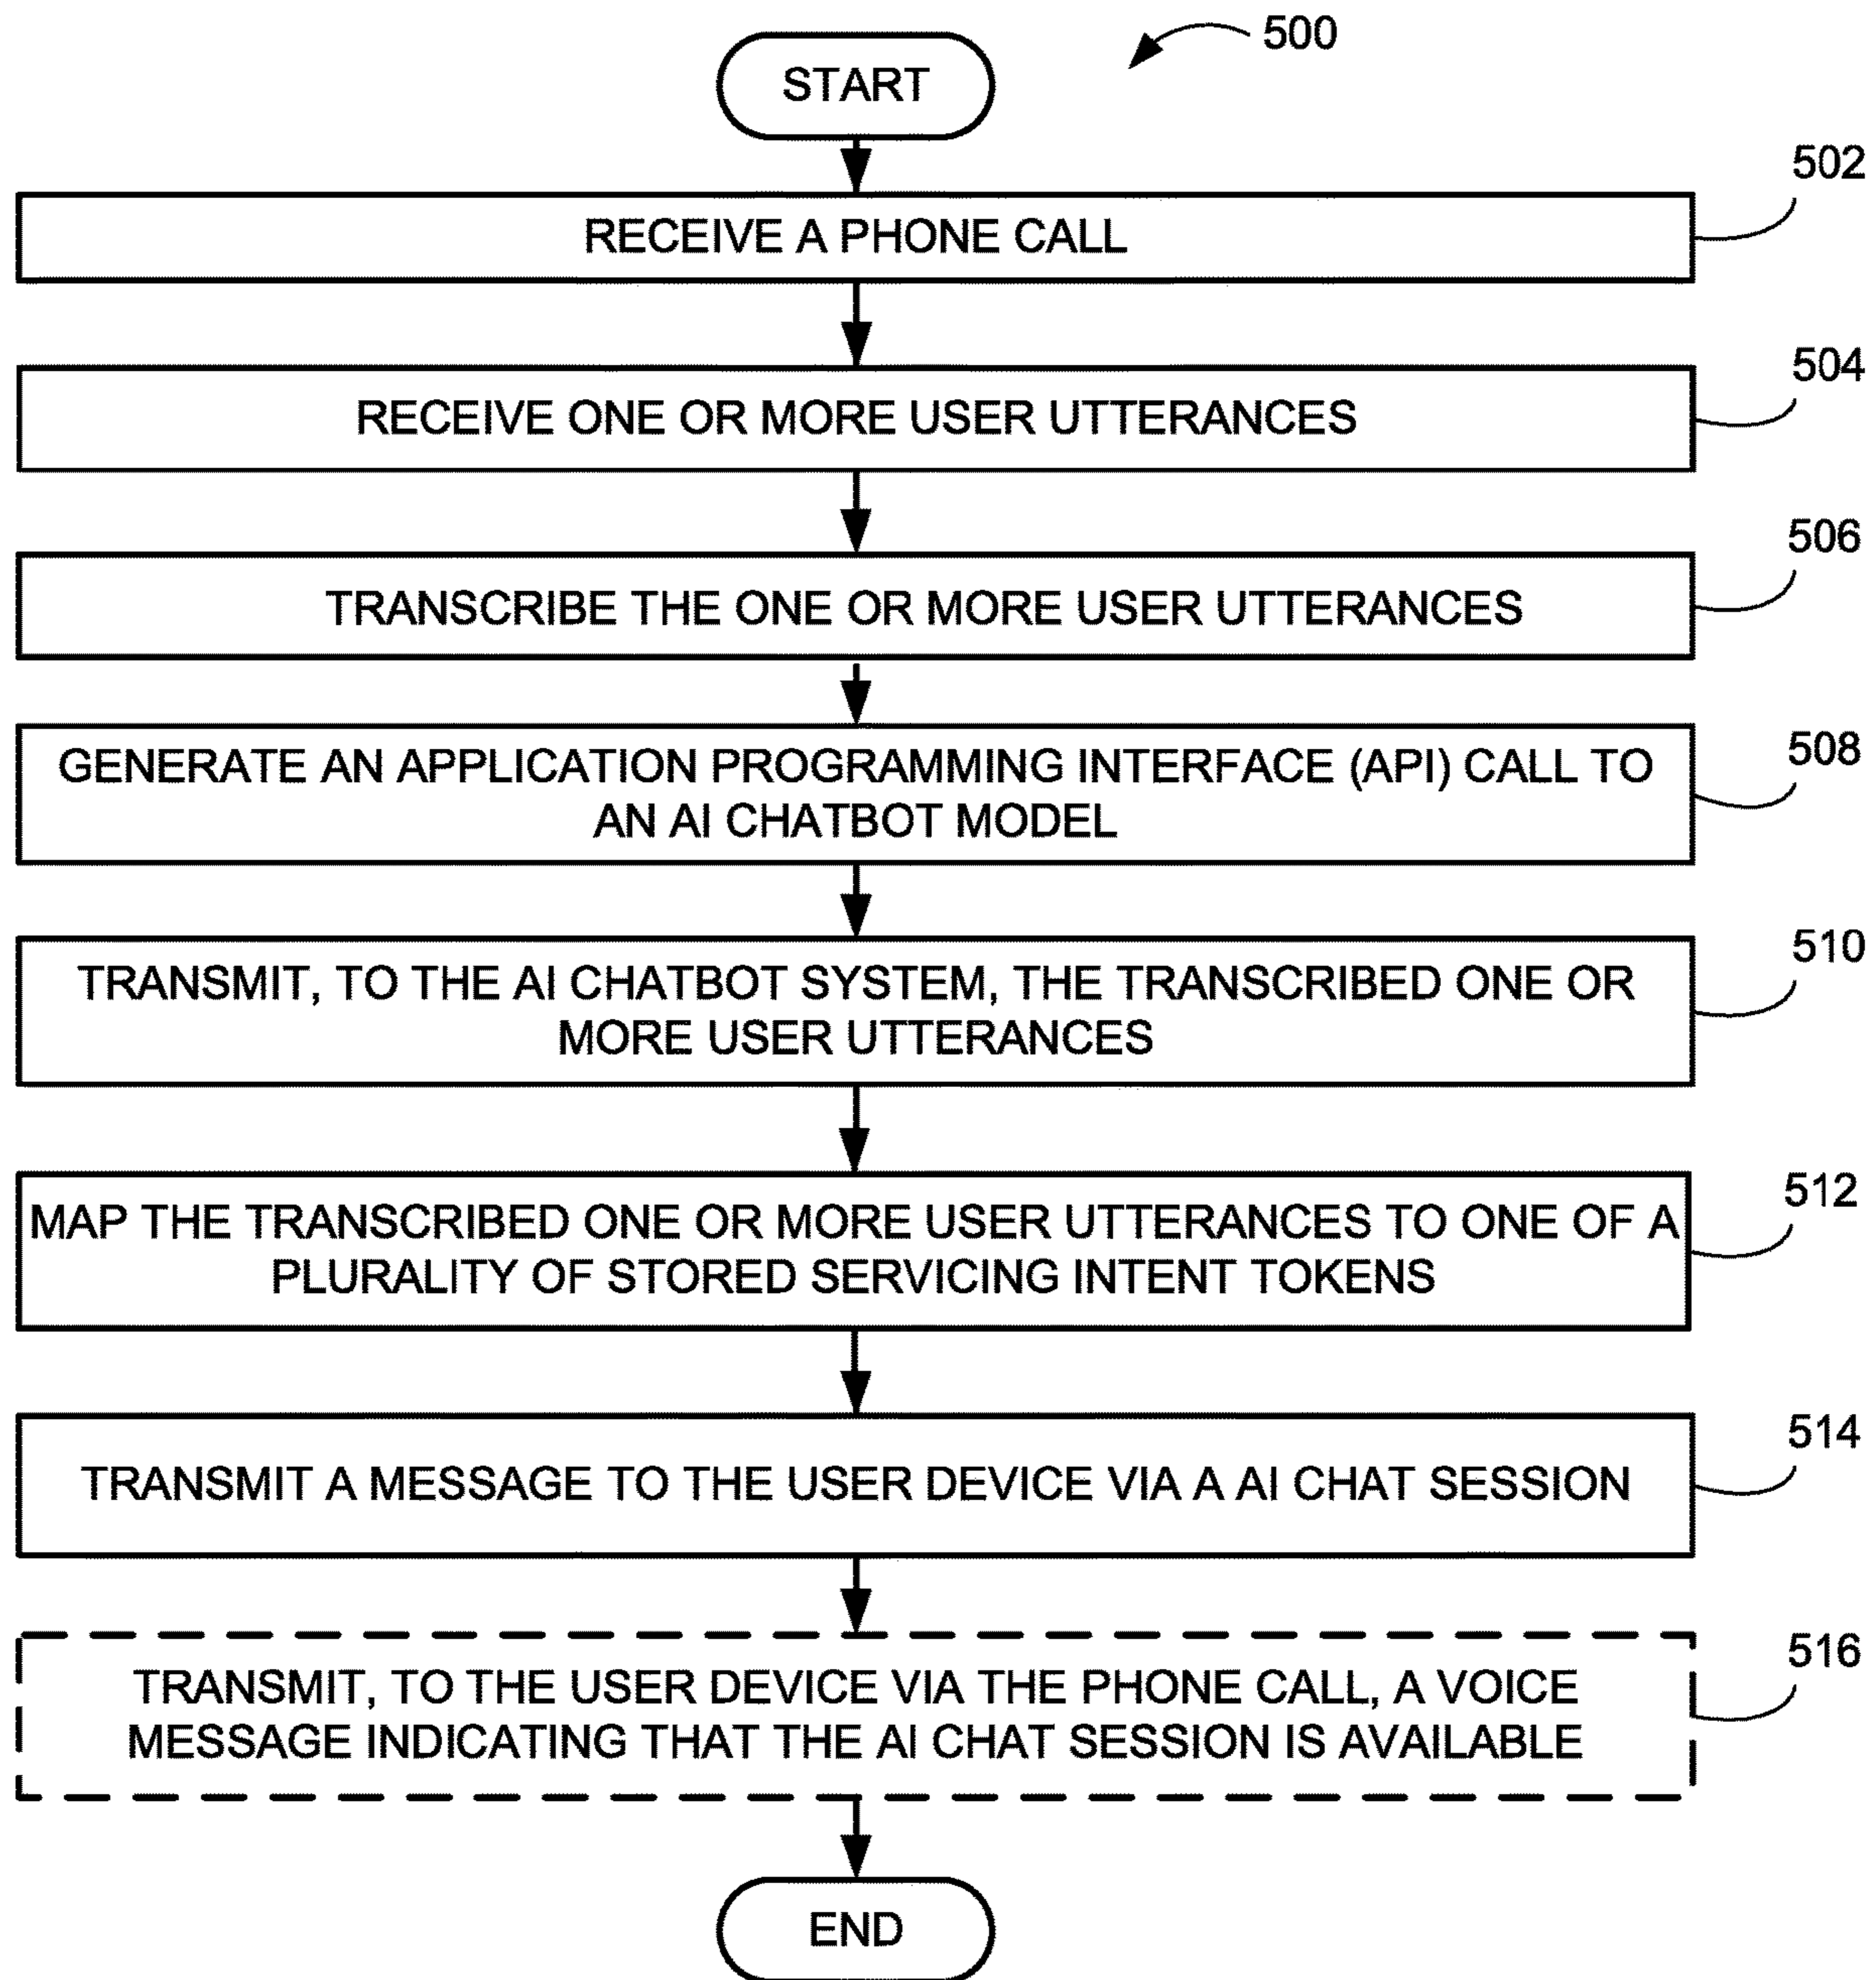 500
START
502
RECEIVE A PHONE CALL
504
RECEIVE ONE OR MORE USER UTTERANCES
506
TRANSCRIBE THE ONE OR MORE USER UTTERANCES
508
GENERATE AN APPLICATION PROGRAMMING INTERFACE (API) CALL TO
AN AI CHATBOT MODEL
510
TRANSMIT, TO THE AI CHATBOT SYSTEM, THE TRANSCRIBED ONE OR
MORE USER UTTERANCES
512
MAP THE TRANSCRIBED ONE OR MORE USER UTTERANCES TO ONE OF A
PLURALITY OF STORED SERVICING INTENT TOKENS
514
TRANSMIT A MESSAGE TO THE USER DEVICE VIA A AI CHAT SESSION
516
TRANSMIT, TO THE USER DEVICE VIA THE PHONE CALL, A VOICE
MESSAGE INDICATING THAT THE AI CHAT SESSION IS AVAILABLE
END